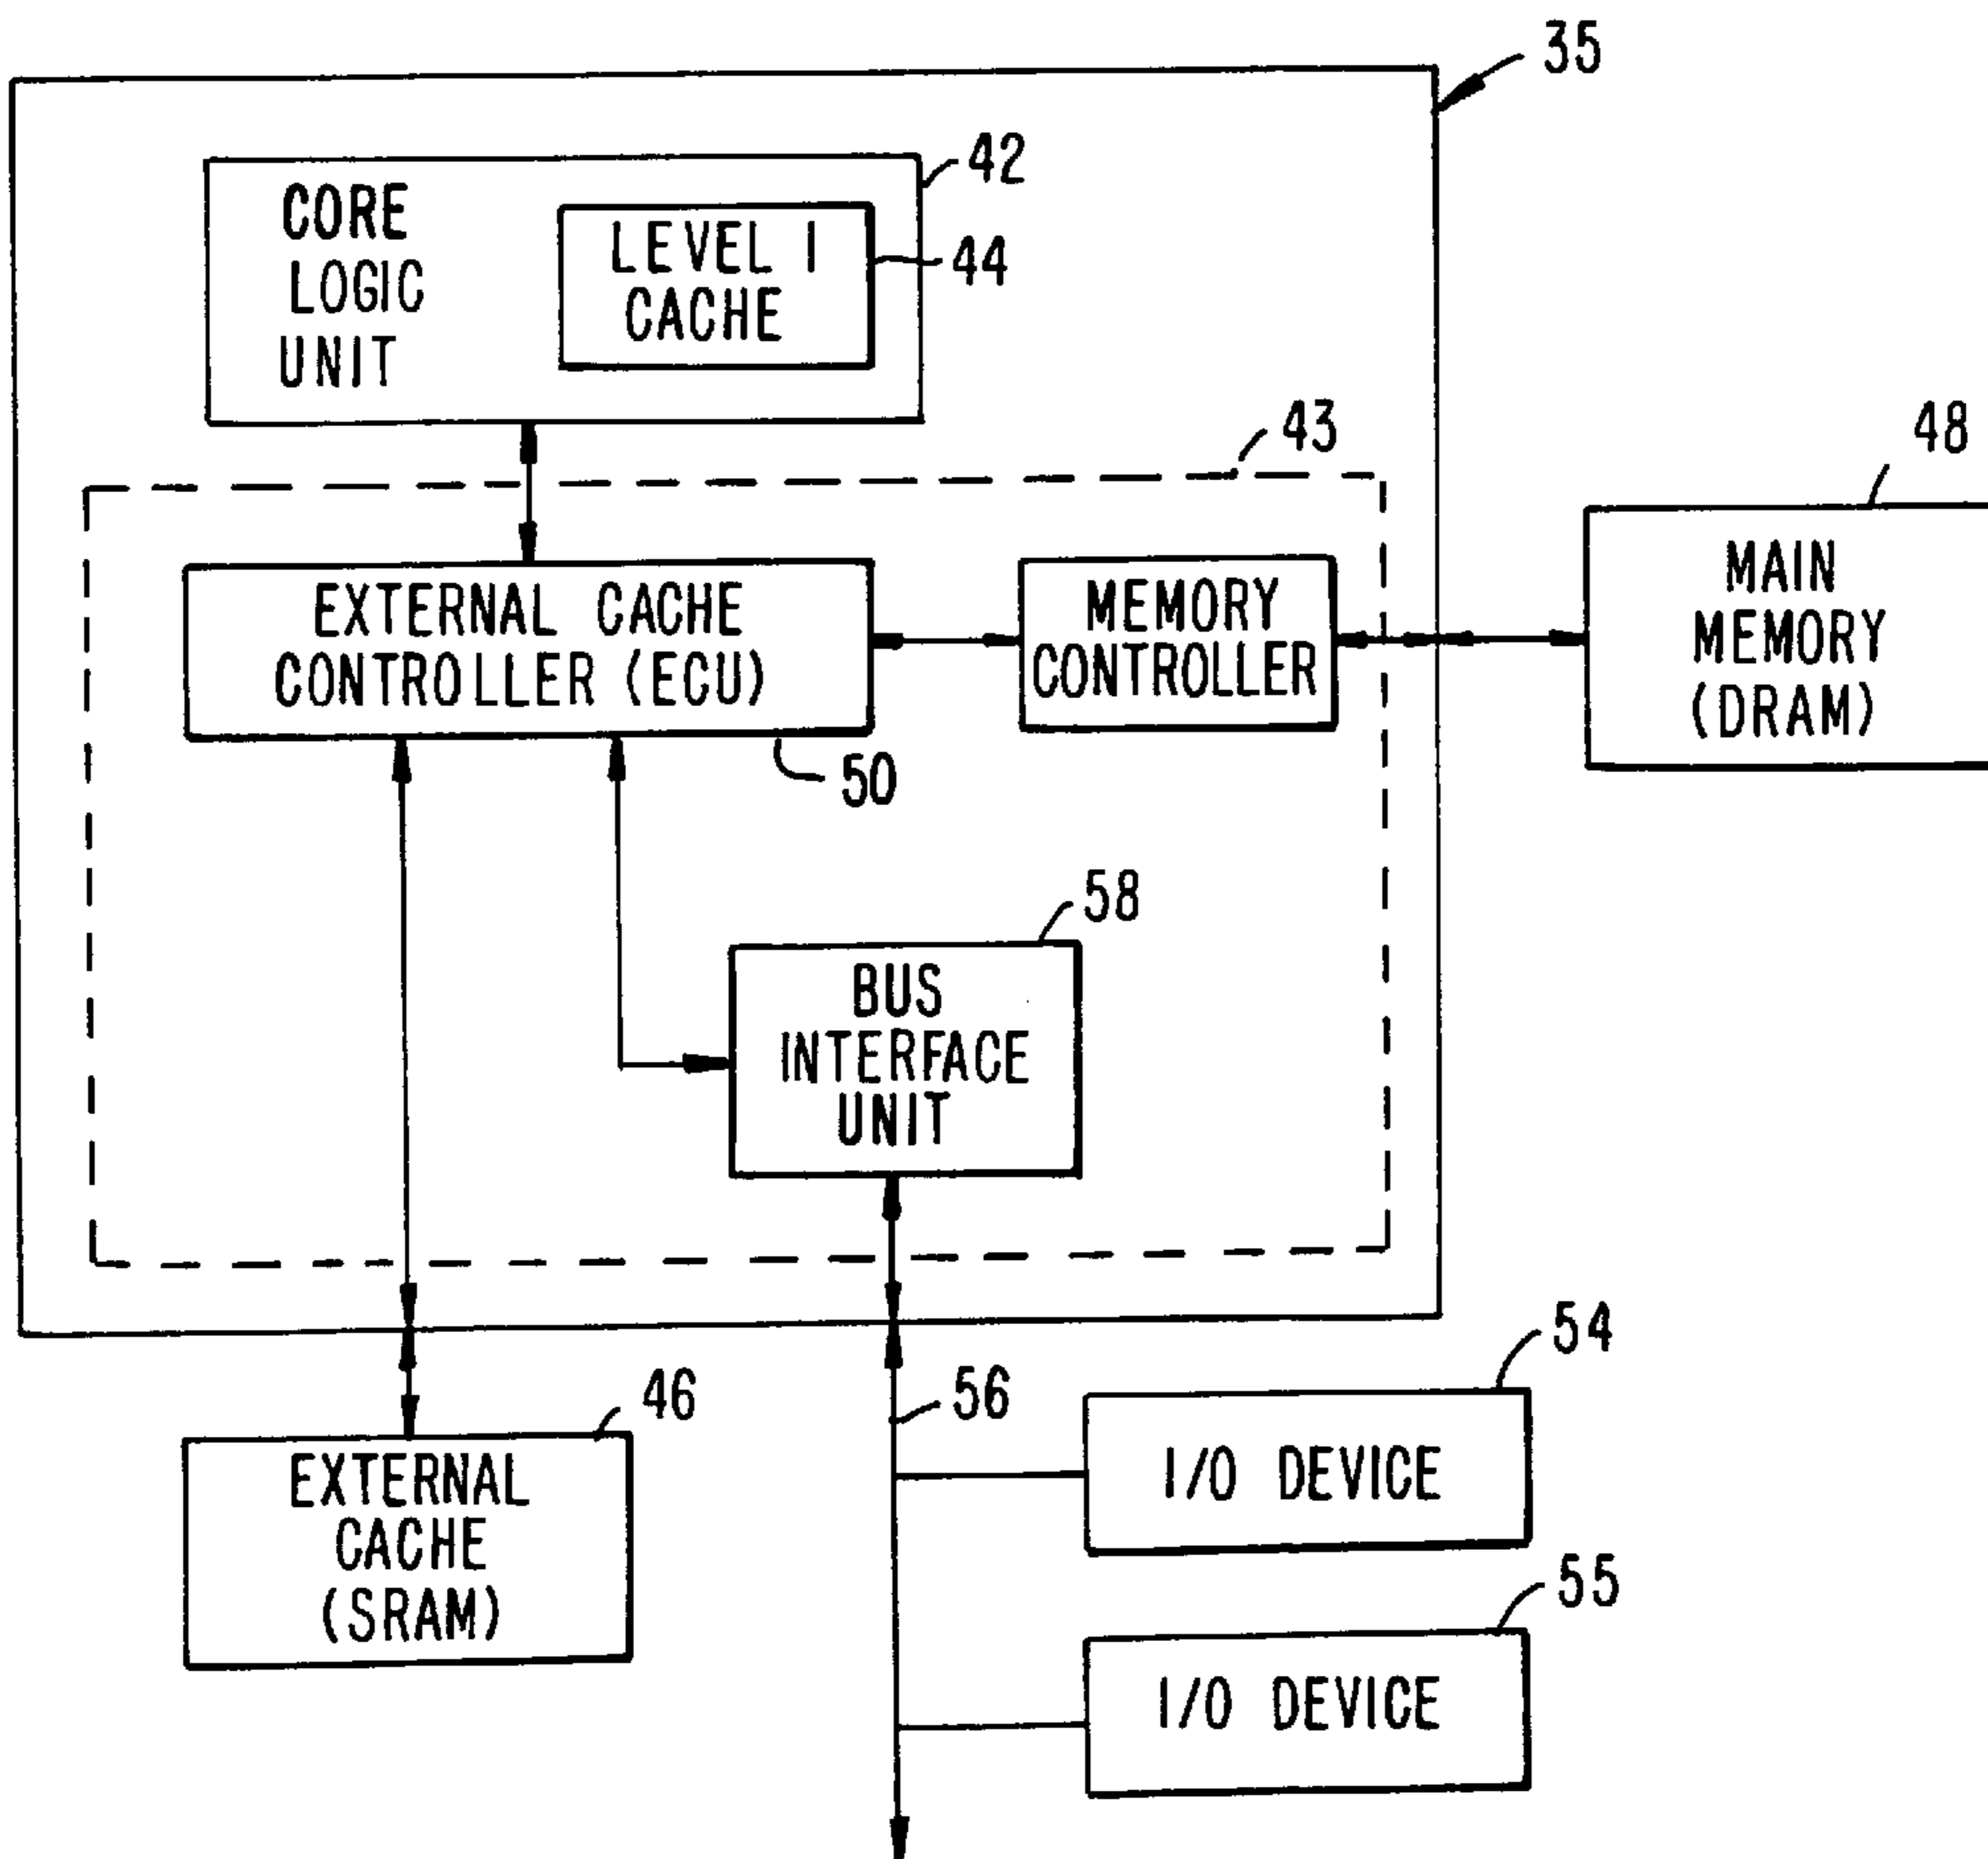 35
42
CORE
LOGIC
UNIT
LEVEL 1
CACHE
44
43
48
EXTERNAL CACHE
CONTROLLER (ECU)
50
MEMORY
CONTROLLER
MAIN
MEMORY
(DRAM)
58
BUS
INTERFACE
UNIT
46
EXTERNAL
CACHE
(SRAM)
56
54
I/O DEVICE
55
I/O DEVICE